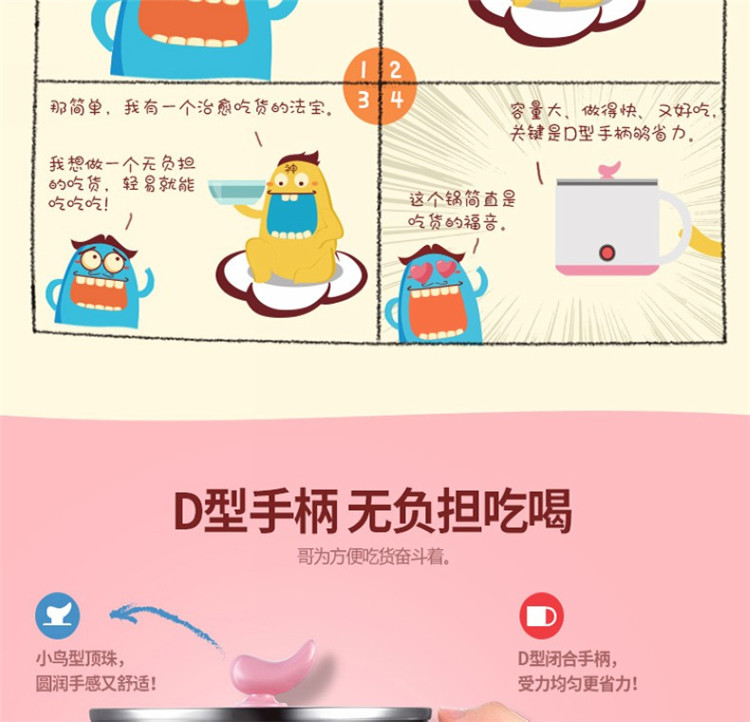 1 2
3 4
那简单，我有一个治愈吃货的法宝。
我想做一个无负担
的吃货，轻易就能
吃吃吃！
神
容量大、做得快、又好吃，
关键是D型手柄够省力。
这个锅简直是
吃货的福音。
D型手柄 无负担吃喝
哥为方便吃货奋斗着。
小鸟型顶珠，
圆润手感又舒适！
D型闭合手柄，
受力均匀更省力！